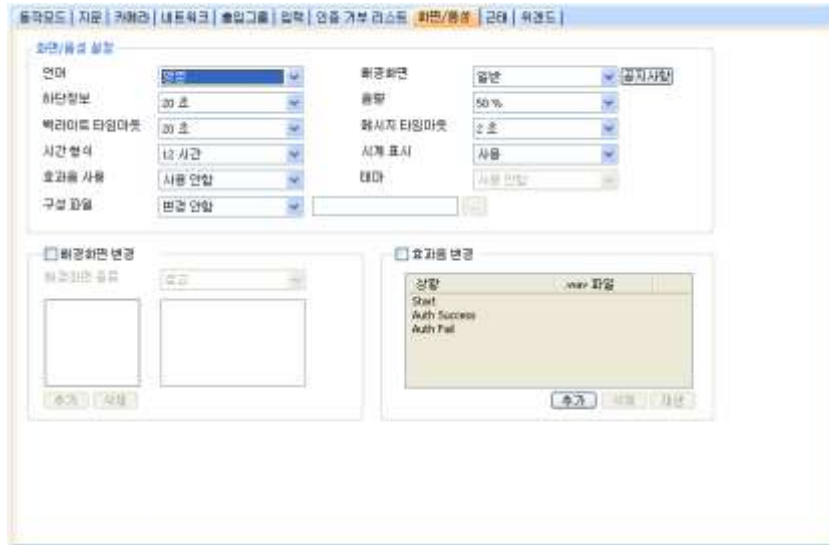 동작모드 | 지문 | 카메라 | 네트워크 | 출입그룹 | 입력 | 인증 거부 리스트 | 화면/음성 | 근태 | 위겐드
화면/음성 설정
언어
배경화면 일반 공지사항
하단정보 20 초
음량 50 %
백라이트 타임아웃 20 초
메시지 타임아웃 2 초
시간 형식 12 시간
시계 표시 사용
효과음 사용 사용 안함
테마 사용 안함
구성 파일 변경 안함 ...
배경화면 변경
배경화면 종류 로고
추가 삭제
효과음 변경
상황 .wav 파일
Start
Auth Success
Auth Fail
추가 삭제 재생